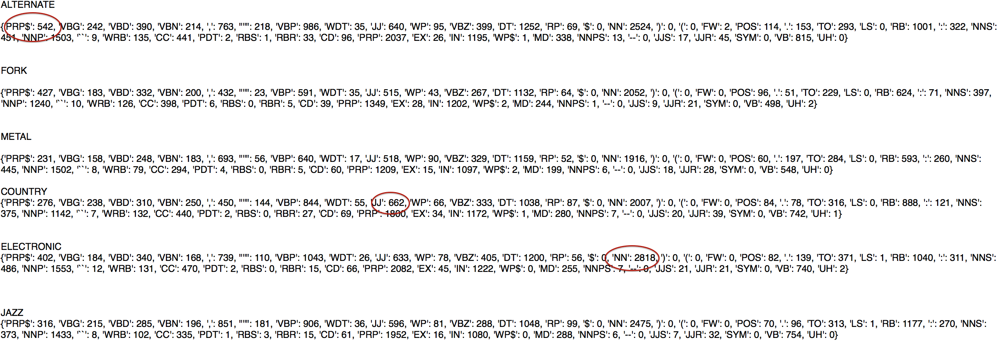 ALTERNATE
{'PRP$': 542, 'VBG': 242, 'VBD': 390, 'VBN': 214, ',': 763, "''": 218, 'VBP': 986, 'WDT': 35, 'JJ': 640, 'WP': 95, 'VBZ': 399, 'DT': 1252, 'RP': 69, '$': 0, 'NN': 2524, ')': 0, '(': 0, 'FW': 2, 'POS': 114, '.': 153, 'TO': 293, 'LS': 0, 'RB': 1001, ':': 322, 'NNS':
451, 'NNP': 1503, '``': 9, 'WRB': 135, 'CC': 441, 'PDT': 2, 'RBS': 1, 'RBR': 33, 'CD': 96, 'PRP': 2037, 'EX': 26, 'IN': 1195, 'WP$': 1, 'MD': 338, 'NNPS': 13, '--': 0, 'JJS': 17, 'JJR': 45, 'SYM': 0, 'VB': 815, 'UH': 0}
FORK
{'PRP$': 427, 'VBG': 183, 'VBD': 332, 'VBN': 200, ',': 432, "''": 23, 'VBP': 591, 'WDT': 35, 'JJ': 515, 'WP': 43, 'VBZ': 267, 'DT': 1132, 'RP': 64, '$': 0, 'NN': 2052, ')': 0, '(': 0, 'FW': 0, 'POS': 96, '.': 51, 'TO': 229, 'LS': 0, 'RB': 624, ':': 71, 'NNS': 397,
'NNP': 1240, '``': 10, 'WRB': 126, 'CC': 398, 'PDT': 6, 'RBS': 0, 'RBR': 5, 'CD': 39, 'PRP': 1349, 'EX': 28, 'IN': 1202, 'WP$': 2, 'MD': 244, 'NNPS': 1, '--': 0, 'JJS': 9, 'JJR': 21, 'SYM': 0, 'VB': 498, 'UH': 2}
METAL
{'PRP$': 231, 'VBG': 158, 'VBD': 248, 'VBN': 183, ',': 693, "''": 56, 'VBP': 640, 'WDT': 17, 'JJ': 518, 'WP': 90, 'VBZ': 329, 'DT': 1159, 'RP': 52, '$': 0, 'NN': 1916, ')': 0, '(': 0, 'FW': 0, 'POS': 60, '.': 197, 'TO': 284, 'LS': 0, 'RB': 593, ':': 260, 'NNS':
445, 'NNP': 1502, '``': 8, 'WRB': 79, 'CC': 294, 'PDT': 4, 'RBS': 0, 'RBR': 5, 'CD': 60, 'PRP': 1209, 'EX': 15, 'IN': 1097, 'WP$': 2, 'MD': 199, 'NNPS': 6, '--': 0, 'JJS': 18, 'JJR': 28, 'SYM': 0, 'VB': 548, 'UH': 0}
COUNTRY
{'PRP$': 276, 'VBG': 238, 'VBD': 310, 'VBN': 250, ',': 450, "''": 144, 'VBP': 844, 'WDT': 55, 'JJ': 662, 'WP': 66, 'VBZ': 333, 'DT': 1038, 'RP': 87, '$': 0, 'NN': 2007, ')': 0, '(': 0, 'FW': 0, 'POS': 84, '.': 78, 'TO': 316, 'LS': 0, 'RB': 888, ':': 121, 'NNS':
375, 'NNP': 1142, '``': 7, 'WRB': 132, 'CC': 440, 'PDT': 2, 'RBS': 0, 'RBR': 27, 'CD': 69, 'PRP': 1800, 'EX': 34, 'IN': 1172, 'WP$': 1, 'MD': 280, 'NNPS': 7, '--': 0, 'JJS': 20, 'JJR': 39, 'SYM': 0, 'VB': 742, 'UH': 1}
ELECTRONIC
{'PRP$': 402, 'VBG': 184, 'VBD': 340, 'VBN': 168, ',': 739, "''": 110, 'VBP': 1043, 'WDT': 26, 'JJ': 633, 'WP': 78, 'VBZ': 405, 'DT': 1200, 'RP': 56, '$': 0, 'NN': 2818, ')': 0, '(': 0, 'FW': 0, 'POS': 82, '.': 139, 'TO': 371, 'LS': 1, 'RB': 1040, ':': 311, 'NNS':
486, 'NNP': 1553, '``': 12, 'WRB': 131, 'CC': 470, 'PDT': 2, 'RBS': 0, 'RBR': 15, 'CD': 66, 'PRP': 2082, 'EX': 45, 'IN': 1222, 'WP$': 0, 'MD': 255, 'NNPS': 7, '--': 0, 'JJS': 21, 'JJR': 21, 'SYM': 0, 'VB': 740, 'UH': 2}
JAZZ
{'PRP$': 316, 'VBG': 215, 'VBD': 285, 'VBN': 196, ',': 851, "''": 181, 'VBP': 906, 'WDT': 36, 'JJ': 596, 'WP': 81, 'VBZ': 288, 'DT': 1048, 'RP': 99, '$': 0, 'NN': 2475, ')': 0, '(': 0, 'FW': 0, 'POS': 70, '.': 96, 'TO': 313, 'LS': 1, 'RB': 1177, ':': 270, 'NNS':
373, 'NNP': 1433, '``': 8, 'WRB': 102, 'CC': 335, 'PDT': 1, 'RBS': 3, 'RBR': 15, 'CD': 61, 'PRP': 1952, 'EX': 16, 'IN': 1080, 'WP$': 0, 'MD': 288, 'NNPS': 6, '--': 0, 'JJS': 7, 'JJR': 32, 'SYM': 0, 'VB': 754, 'UH': 0}